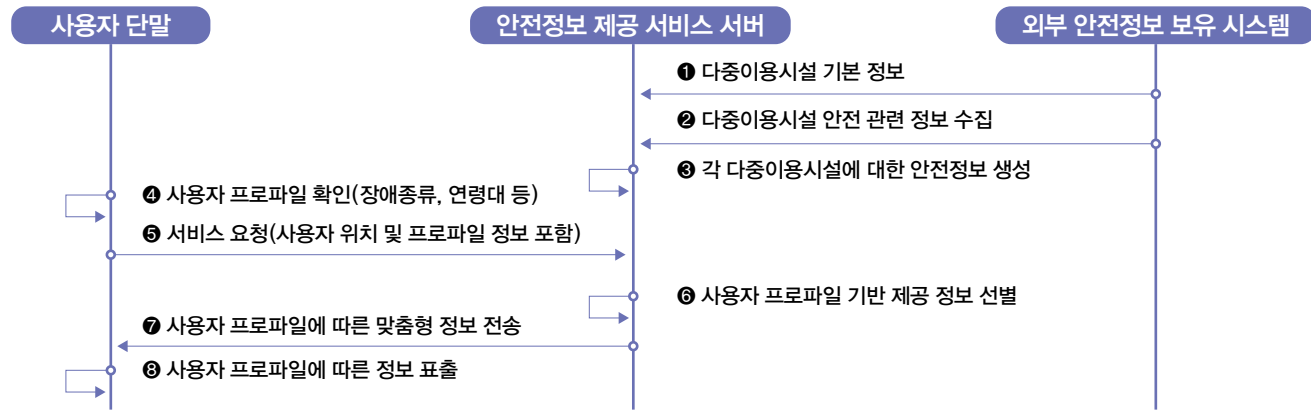 사용자 단말
안전정보 제공 서비스 서버
외부 안전정보 보유 시스템
❶ 다중이용시설 기본 정보
❷ 다중이용시설 안전 관련 정보 수집
❸ 각 다중이용시설에 대한 안전정보 생성
❹ 사용자 프로파일 확인(장애종류, 연령대 등)
❺ 서비스 요청(사용자 위치 및 프로파일 정보 포함)
❻ 사용자 프로파일 기반 제공 정보 선별
❼ 사용자 프로파일에 따른 맞춤형 정보 전송
❽ 사용자 프로파일에 따른 정보 표출